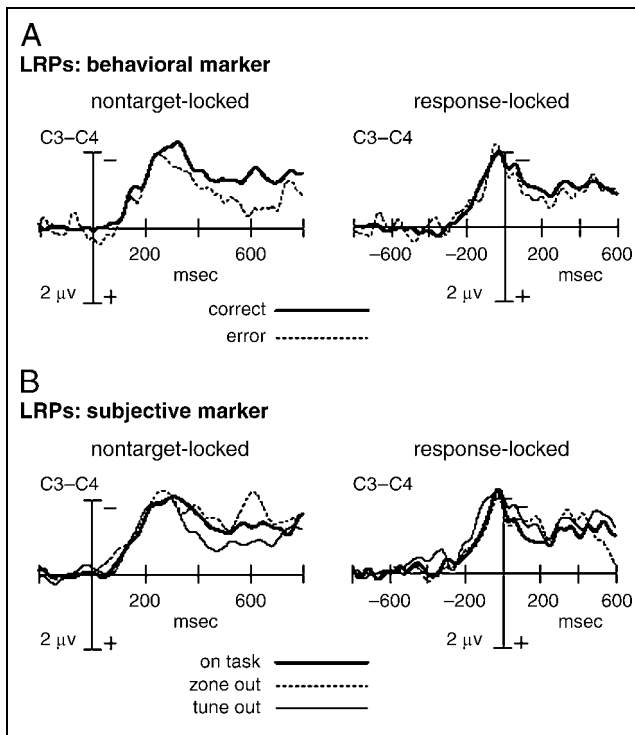 A
LRPs: behavioral marker
nontarget-locked response-locked
C3–C4 C3–C4
− −
200 600 −600 −200 200 600
msec msec
2 μv + 2 μv +
correct
error
B
LRPs: subjective marker
nontarget-locked response-locked
C3–C4 C3–C4
− −
200 600 −600 −200 200 600
msec msec
2 μv + 2 μv +
on task
zone out
tune out